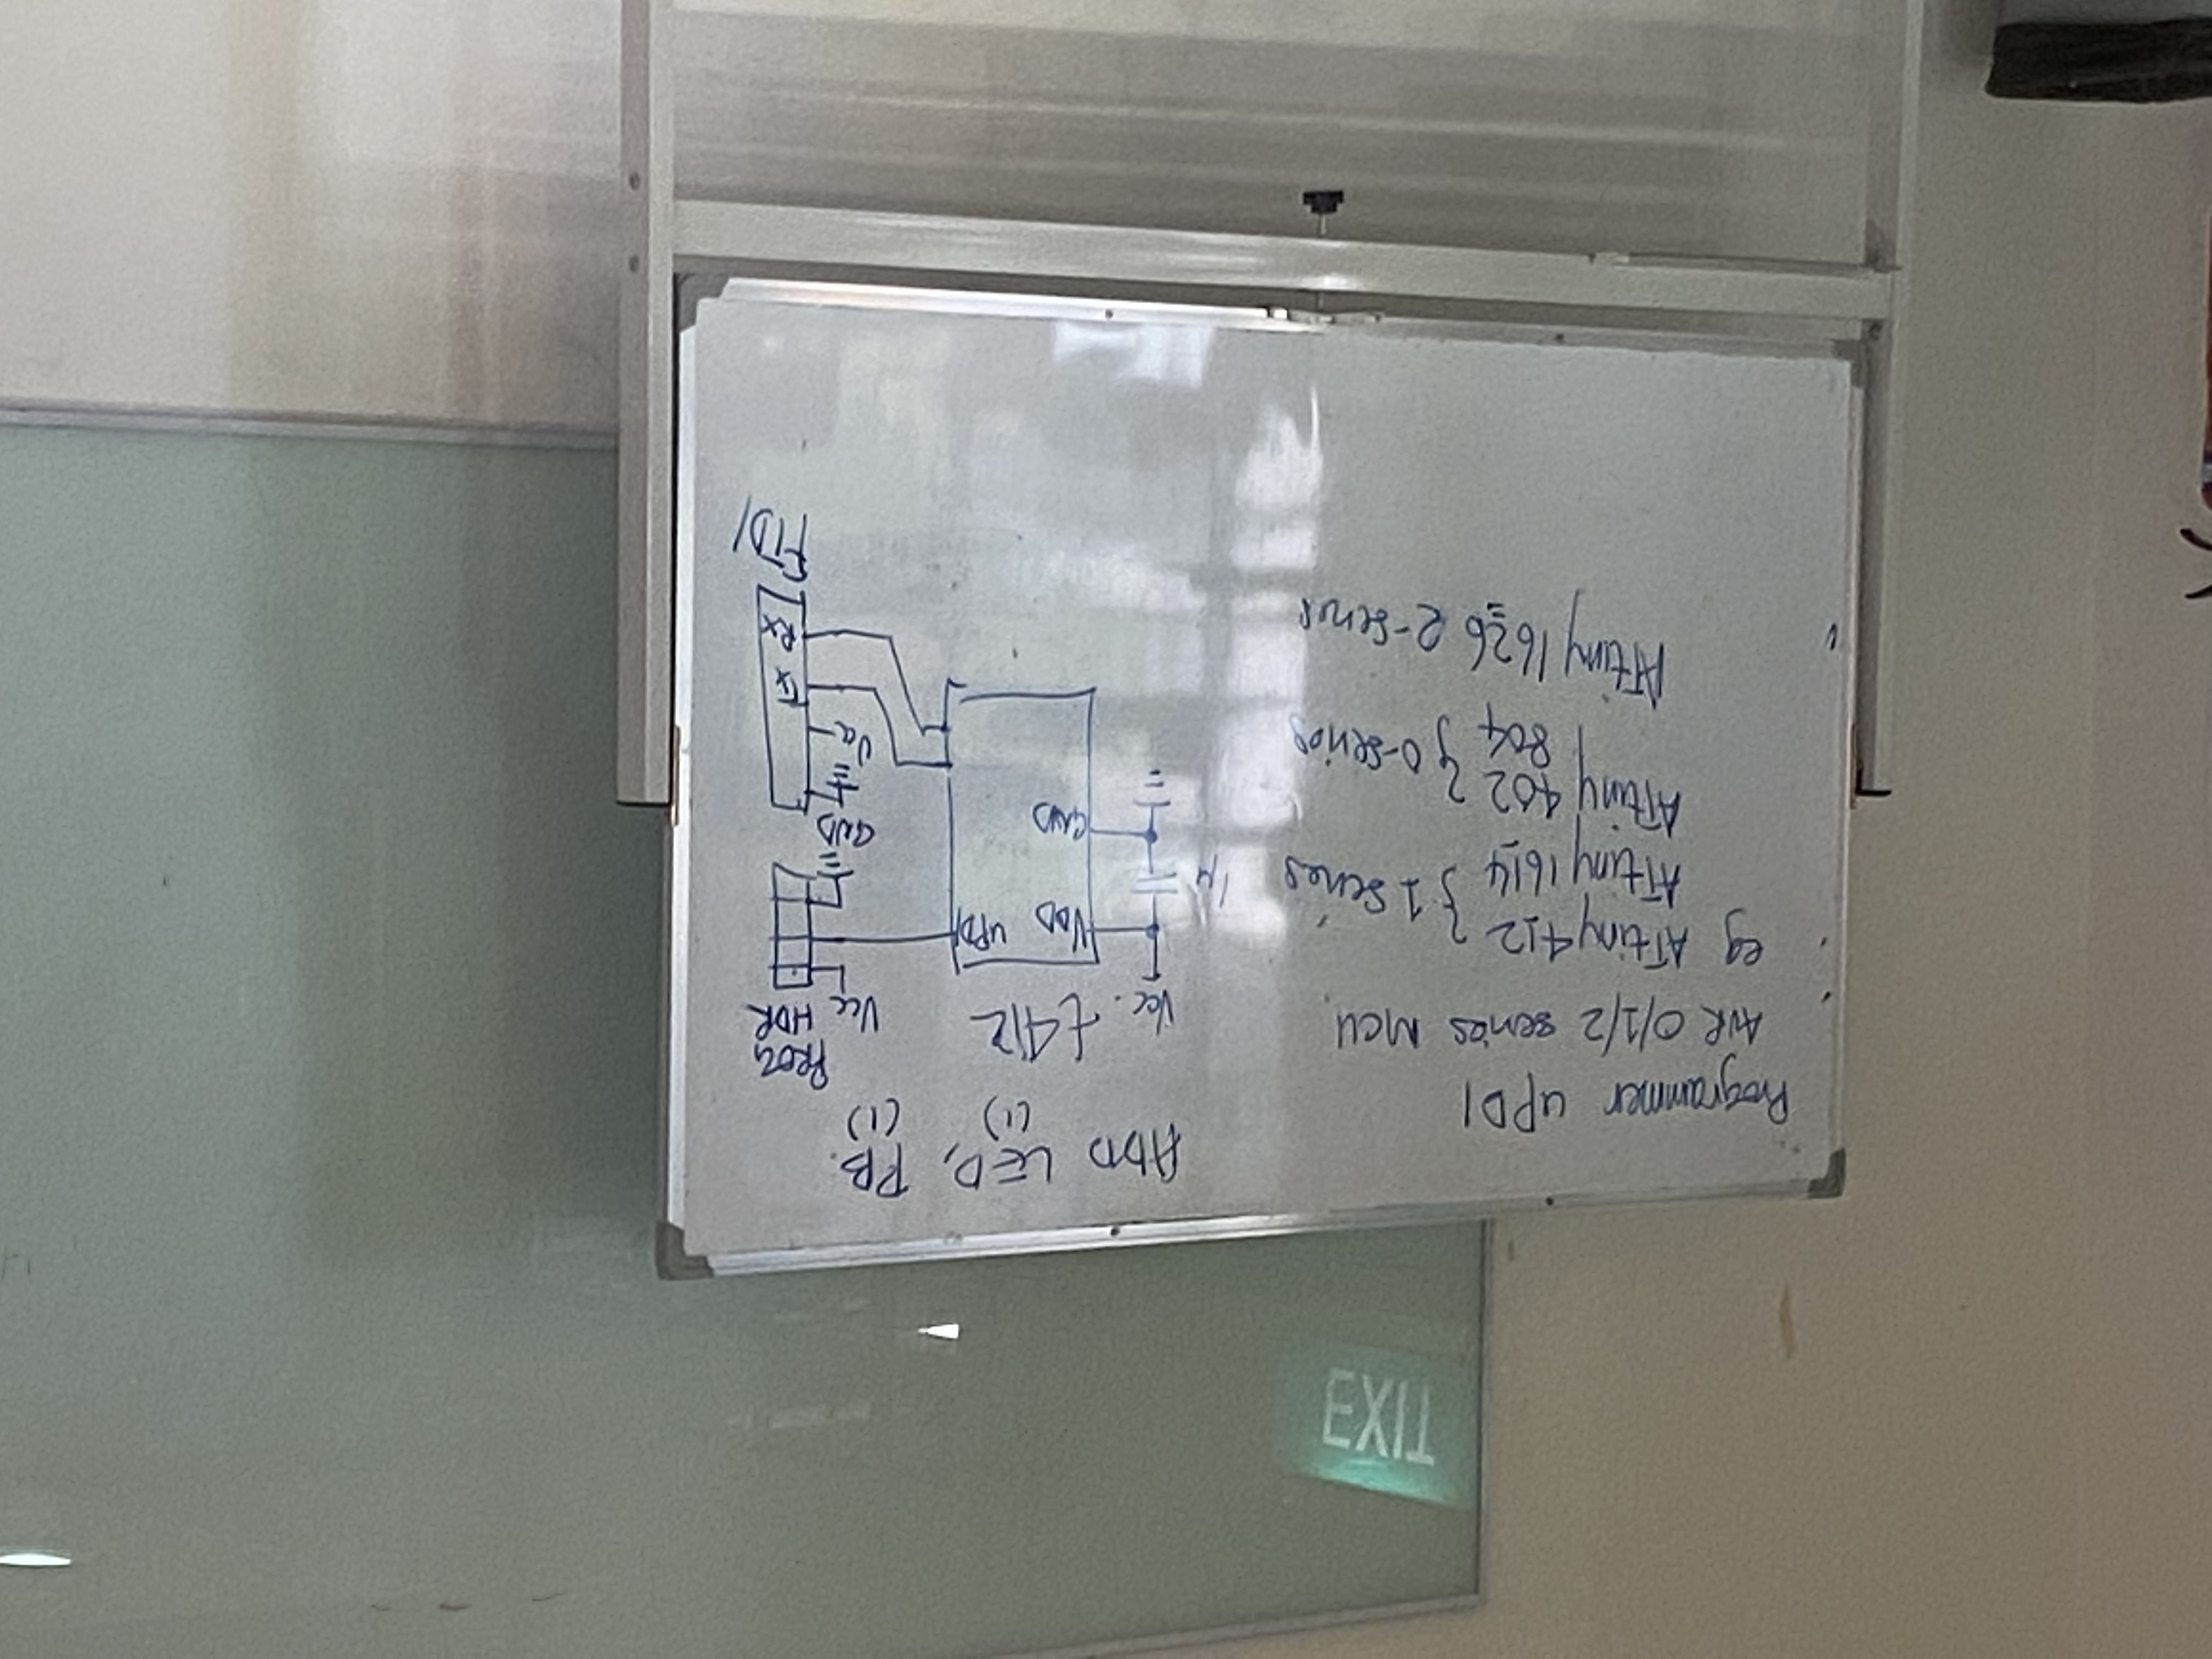 EXIT
Programmer UPDI
AVR 0/1/2 series MCU
eg ATtiny412
ATtiny1614
} 1 Series
ATtiny 402
804
} 0-series
ATtiny 1626 2-series
ADD LED, PB.
(1) (1)
t412
Vcc.
VDD
UPDI
1µ
GND
PROG
HDR
Vcc
GND
Vcc
Tx
Rx
FTDI